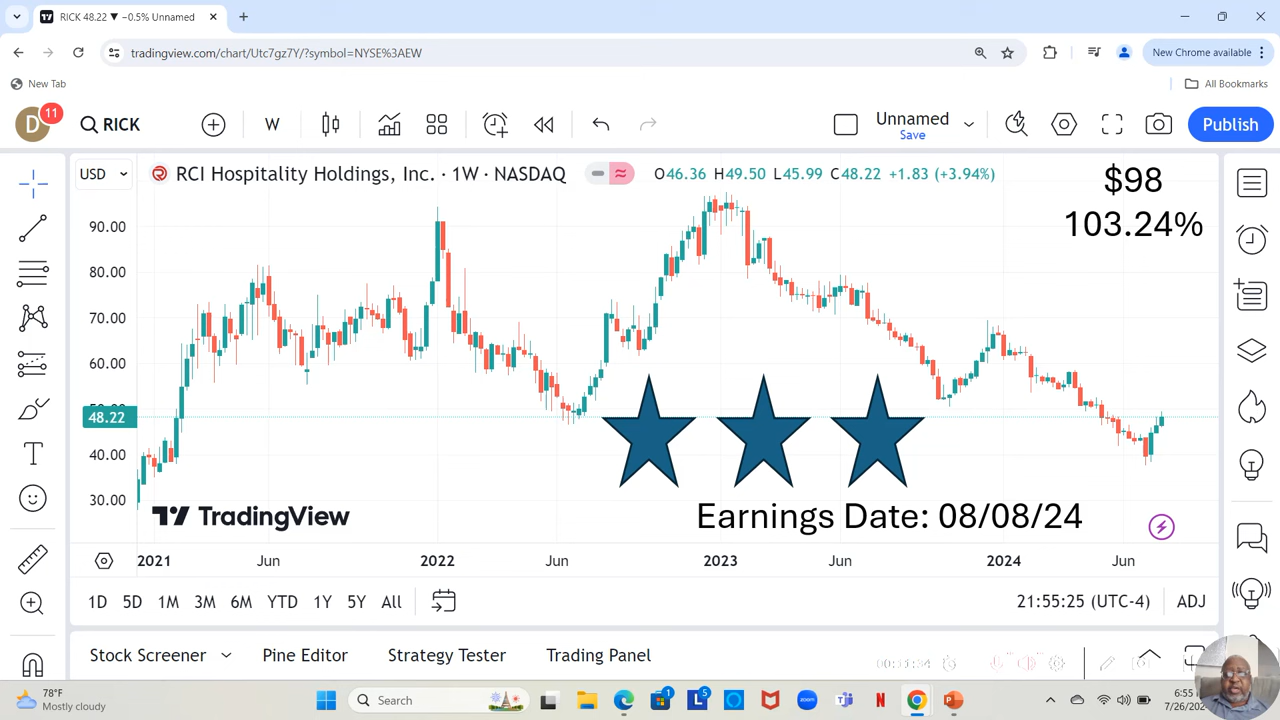 RICK 48.22 ▼ −0.5% Unnamed
tradingview.com/chart/Utc7gz7Y/?symbol=NYSE%3AEW
New Chrome available
New Tab
All Bookmarks
D
11
RICK
W
Unnamed
Save
Publish
USD
RCI Hospitality Holdings, Inc. · 1W · NASDAQ
O46.36 H49.50 L45.99 C48.22 +1.83 (+3.94%)
$98
103.24%
90.00
80.00
70.00
60.00
48.22
40.00
30.00
TradingView
Earnings Date: 08/08/24
2021
Jun
2022
Jun
2023
Jun
2024
Jun
1D
5D
1M
3M
6M
YTD
1Y
5Y
All
21:55:25 (UTC-4)
ADJ
Stock Screener
Pine Editor
Strategy Tester
Trading Panel
78°F
Mostly cloudy
Search
1
5
zoom
6:55